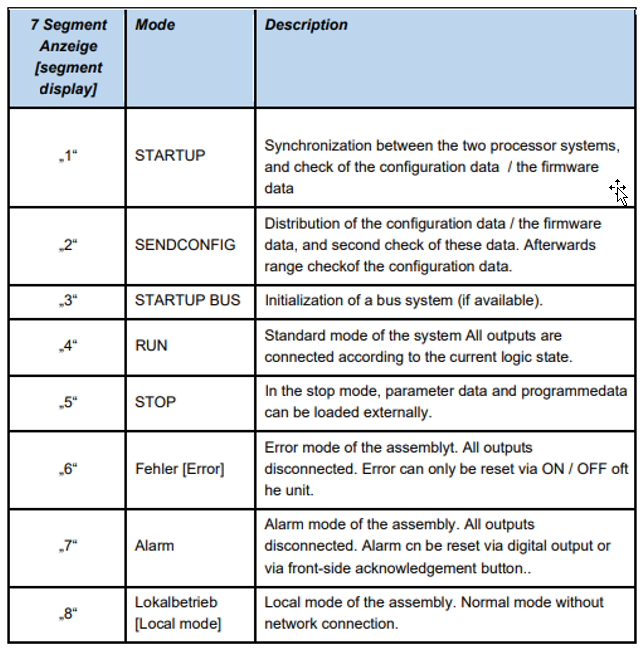 7 Segment
Anzeige
[segment
display]
Mode
Description
„1“
STARTUP
Synchronization between the two processor systems,
and check of the configuration data / the firmware
data
„2“
SENDCONFIG
Distribution of the configuration data / the firmware
data, and second check of these data. Afterwards
range checkof the configuration data.
„3“
STARTUP BUS
Initialization of a bus system (if available).
„4“
RUN
Standard mode of the system All outputs are
connected according to the current logic state.
„5“
STOP
In the stop mode, parameter data and programmedata
can be loaded externally.
„6“
Fehler [Error]
Error mode of the assemblyt. All outputs
disconnected. Error can only be reset via ON / OFF oft
he unit.
„7“
Alarm
Alarm mode of the assembly. All outputs
disconnected. Alarm cn be reset via digital output or
via front-side acknowledgement button..
„8“
Lokalbetrieb
[Local mode]
Local mode of the assembly. Normal mode without
network connection.